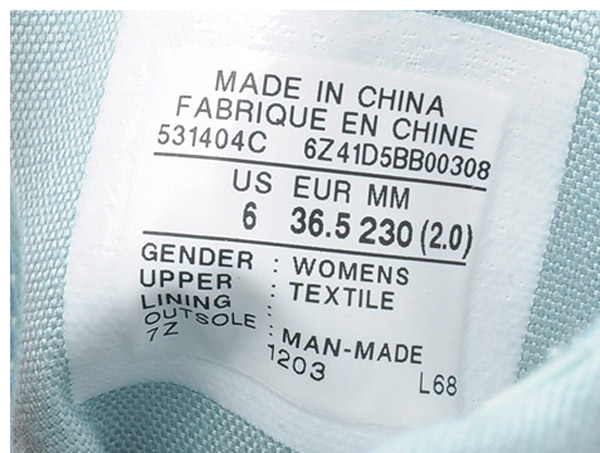 MADE IN CHINA
FABRIQUE EN CHINE
531404C 6Z41D5BB00308
US EUR MM
6 36.5 230 (2.0)
GENDER : WOMENS
UPPER : TEXTILE
LINING :
OUTSOLE : MAN-MADE
7Z 1203 L68